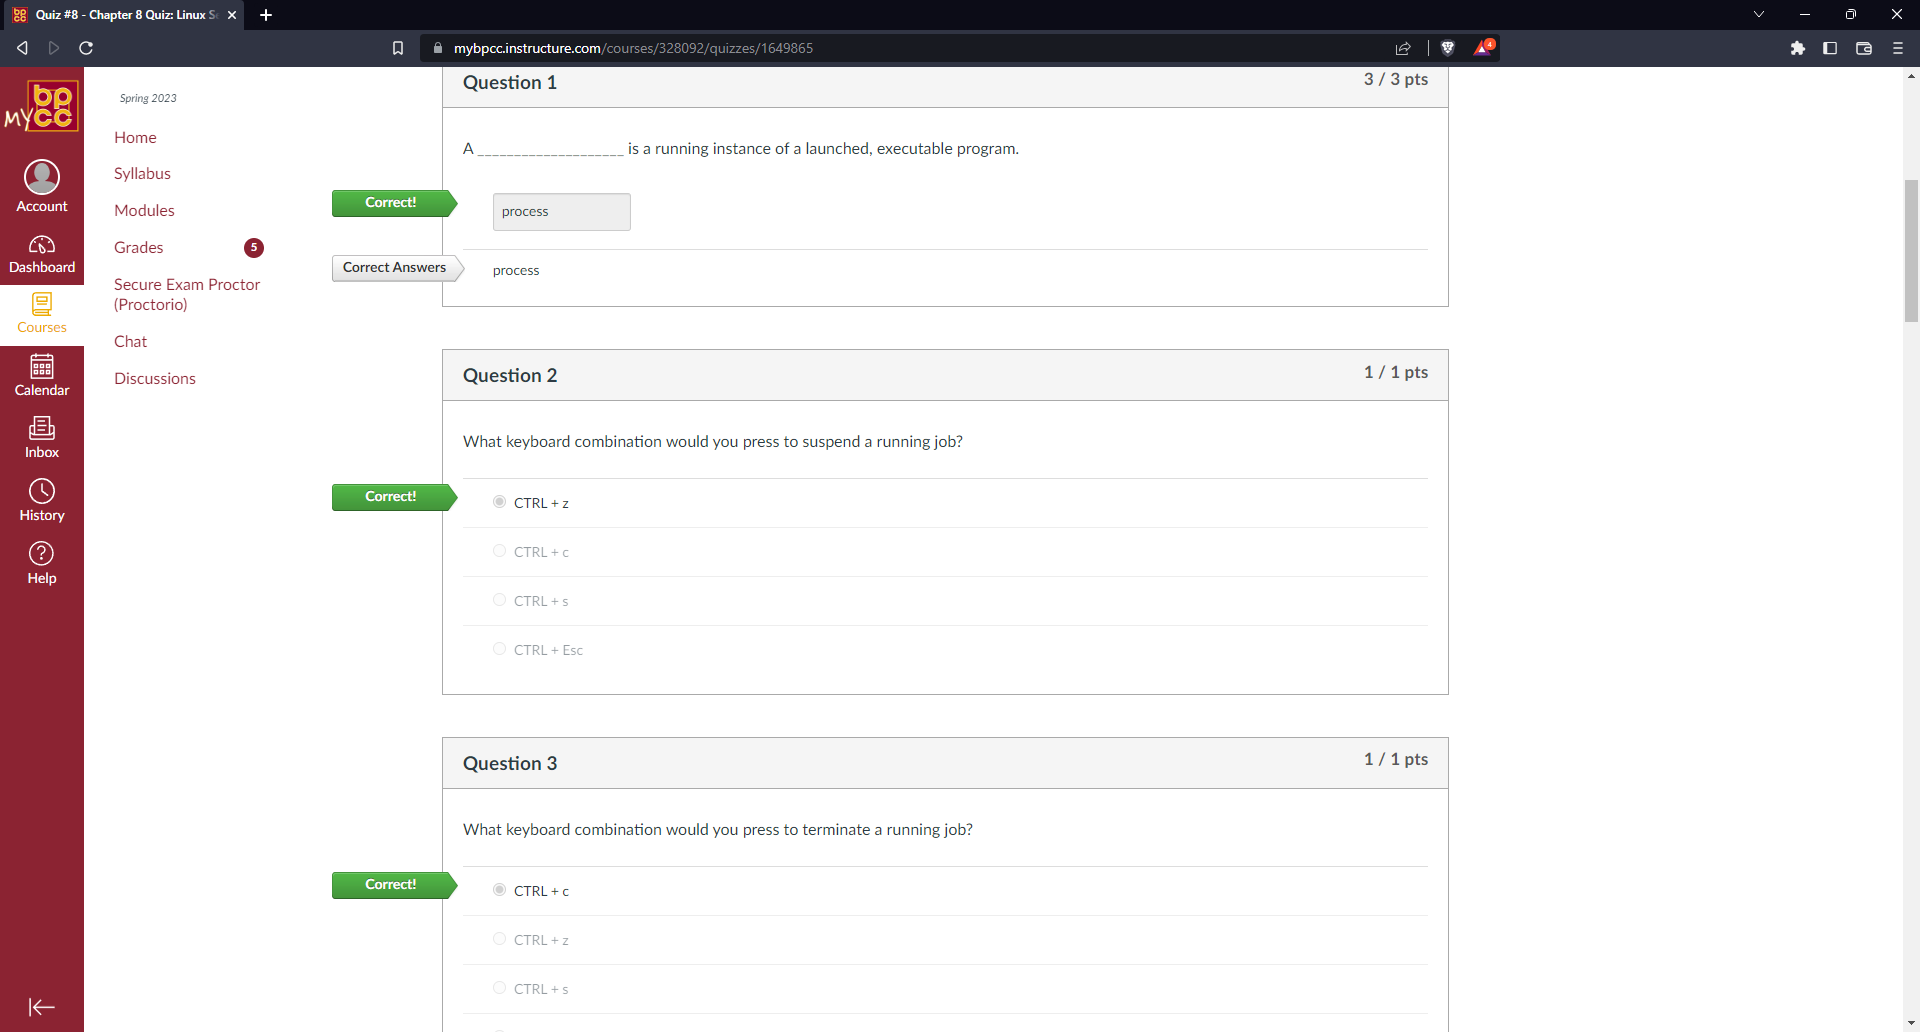 Quiz #8 - Chapter 8 Quiz: Linux S
mybpcc.instructure.com/courses/328092/quizzes/1649865
4
MY bp cc
Account
Dashboard
Courses
Calendar
Inbox
History
Help
Spring 2023
Home
Syllabus
Modules
Grades 5
Secure Exam Proctor
(Proctorio)
Chat
Discussions
Question 1 3 / 3 pts
A ____________________ is a running instance of a launched, executable program.
Correct! process
Correct Answers process
Question 2 1 / 1 pts
What keyboard combination would you press to suspend a running job?
Correct! CTRL + z
CTRL + c
CTRL + s
CTRL + Esc
Question 3 1 / 1 pts
What keyboard combination would you press to terminate a running job?
Correct! CTRL + c
CTRL + z
CTRL + s